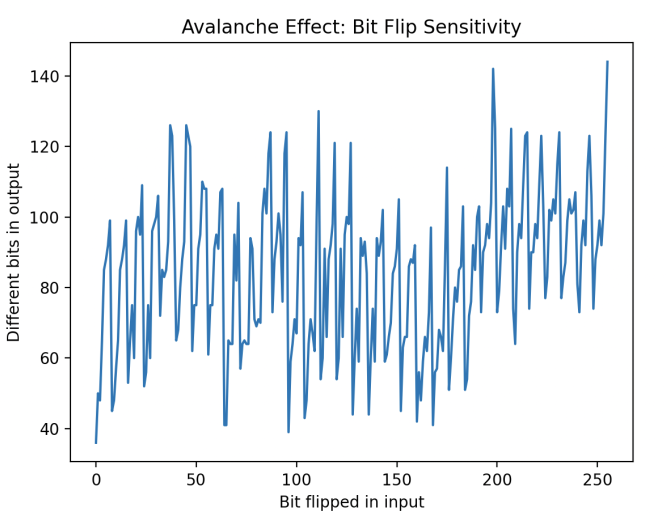 Avalanche Effect: Bit Flip Sensitivity
Different bits in output
140
120
100
80
60
40
0 50 100 150 200 250
Bit flipped in input